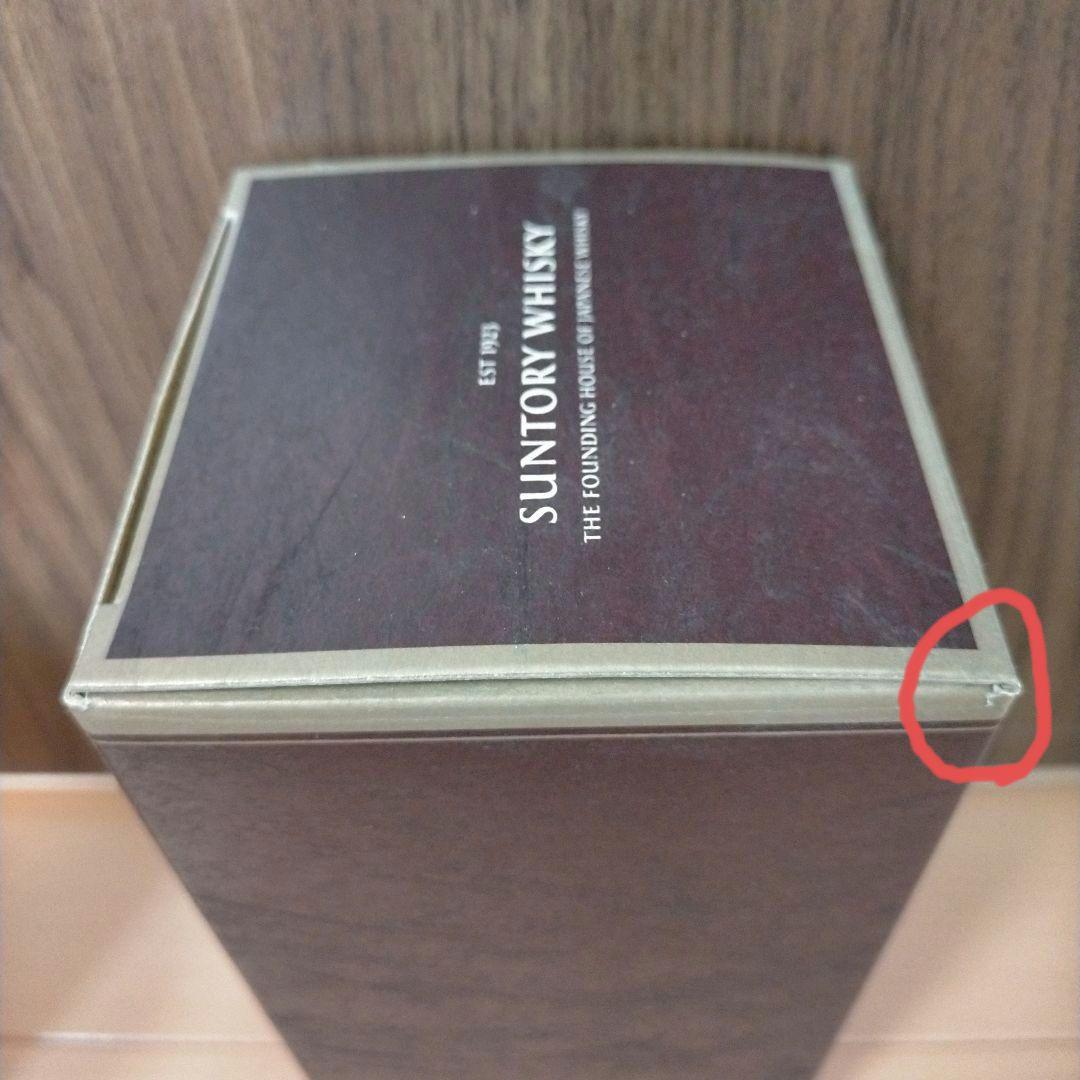 EST 1923
SUNTORY WHISKY
THE FOUNDING HOUSE OF JAPANESE WHISKY